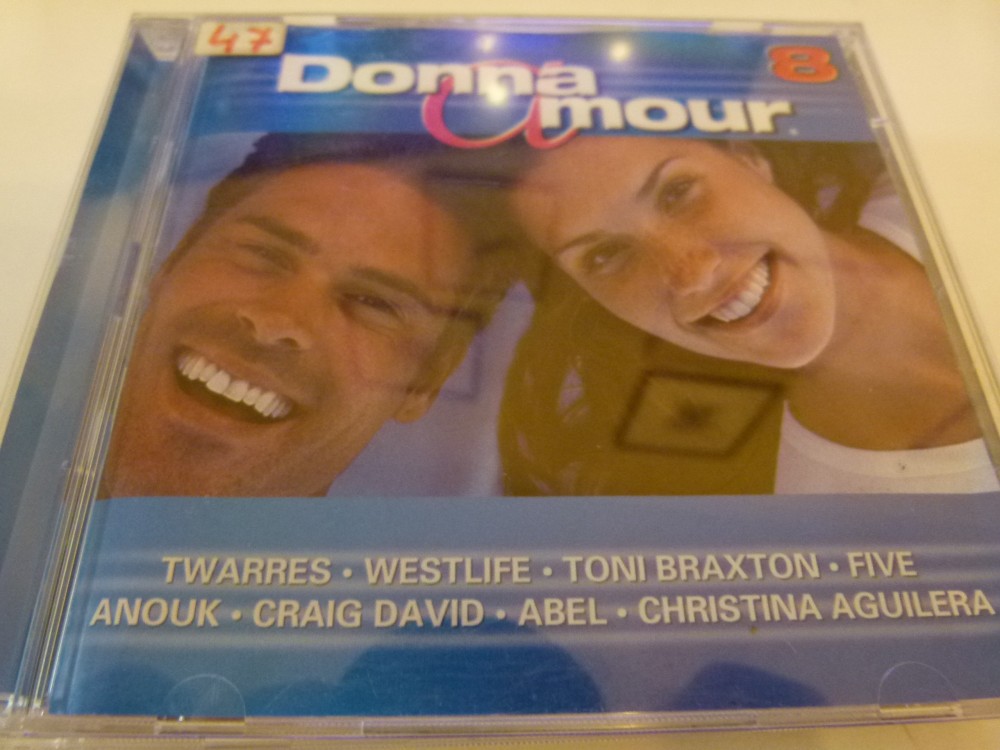 47
Donna
8
amour
TWARRES • WESTLIFE • TONI BRAXTON • FIVE
ANOUK • CRAIG DAVID • ABEL • CHRISTINA AGUILERA